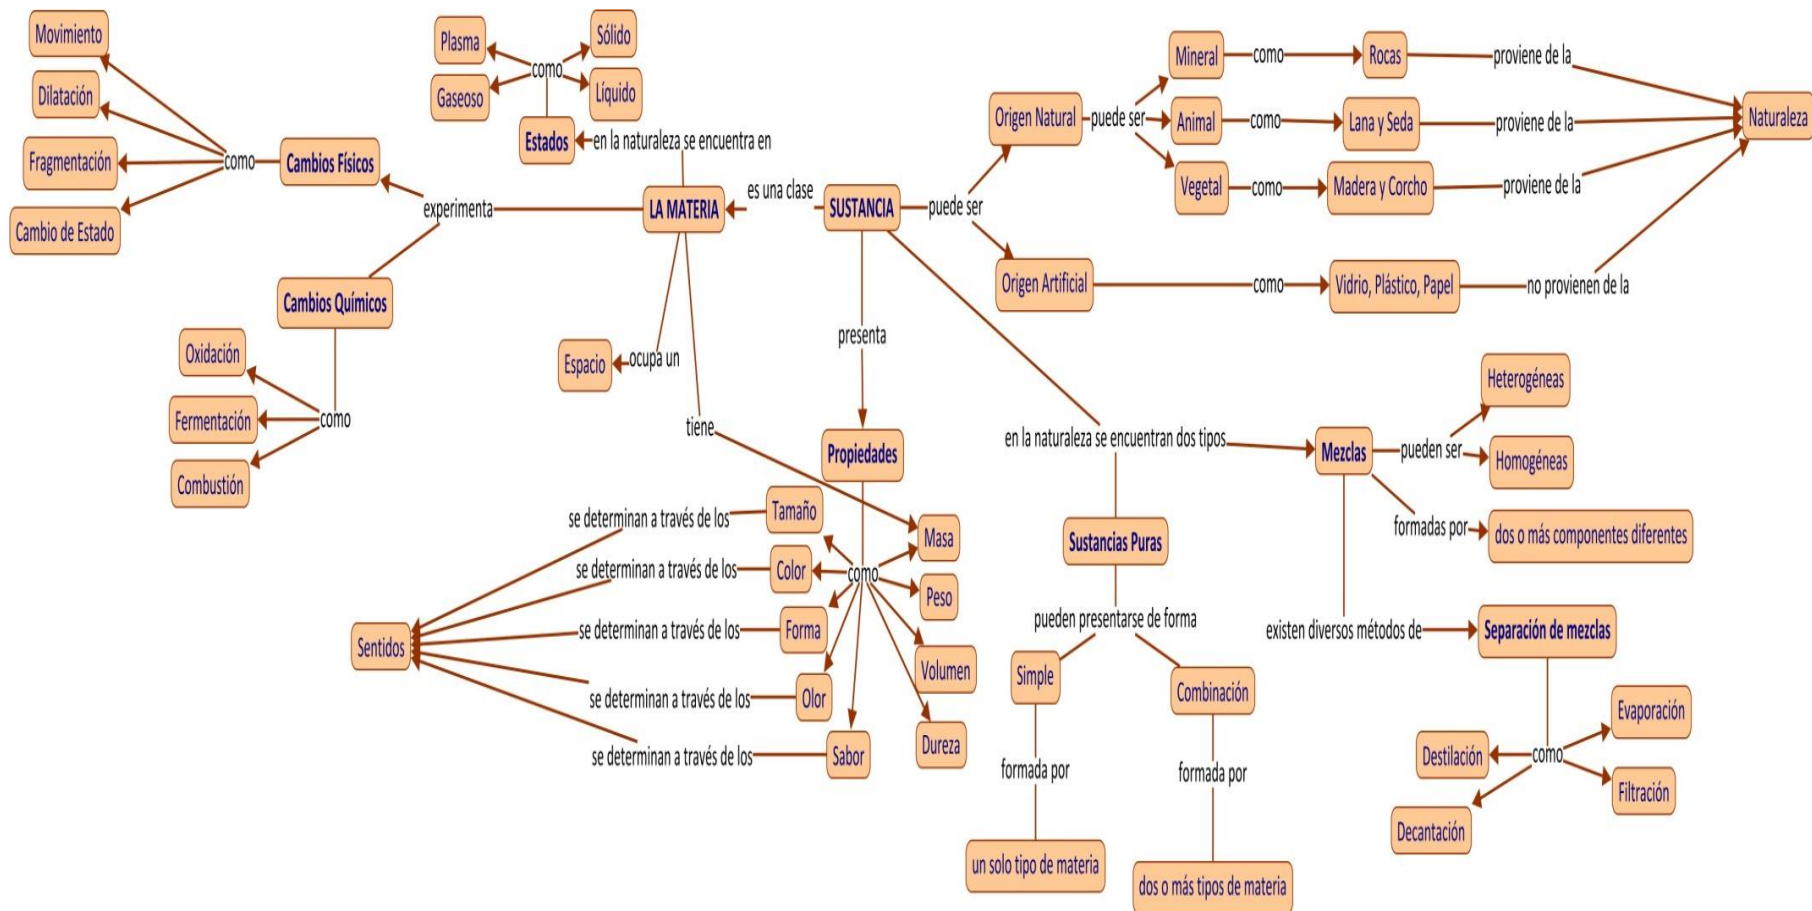 Movimiento
Dilatación
Fragmentación
Cambio de Estado
como
Cambios Físicos
experimenta
Cambios Químicos
como
Oxidación
Fermentación
Combustión
Plasma
Sólido
como
Gaseoso
Líquido
Estados
en la naturaleza se encuentra en
LA MATERIA
es una clase
SUSTANCIA
ocupa un
Espacio
tiene
presenta
Propiedades
como
Tamaño
Color
Forma
Olor
Sabor
Masa
Peso
Volumen
Dureza
se determinan a través de los
se determinan a través de los
se determinan a través de los
se determinan a través de los
se determinan a través de los
Sentidos
puede ser
Origen Natural
puede ser
Mineral
como
Rocas
proviene de la
Animal
como
Lana y Seda
proviene de la
Vegetal
como
Madera y Corcho
proviene de la
Naturaleza
Origen Artificial
como
Vidrio, Plástico, Papel
no provienen de la
en la naturaleza se encuentran dos tipos
Mezclas
pueden ser
Heterogéneas
Homogéneas
formadas por
dos o más componentes diferentes
existen diversos métodos de
Separación de mezclas
como
Evaporación
Destilación
Filtración
Decantación
Sustancias Puras
pueden presentarse de forma
Simple
Combinación
formada por
formada por
un solo tipo de materia
dos o más tipos de materia